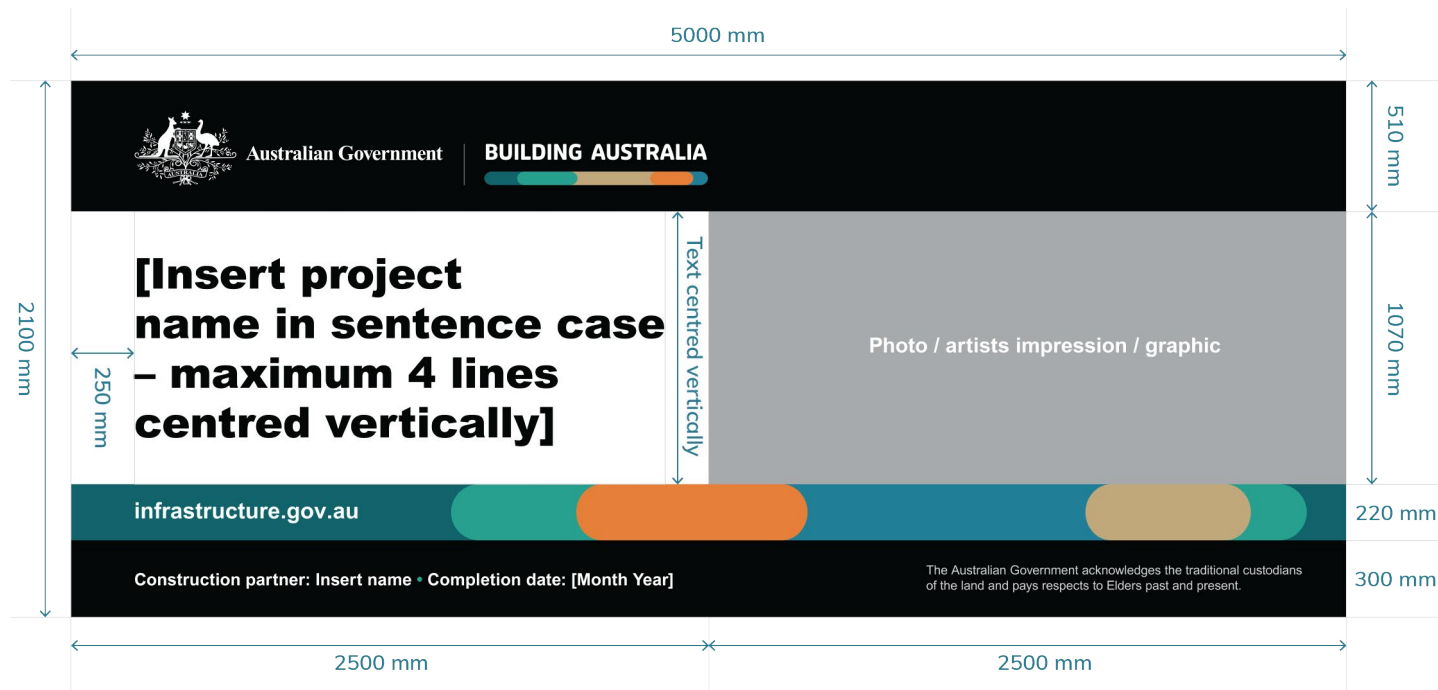 5000 mm
510 mm
AUSTRALIA
Australian Government
BUILDING AUSTRALIA
2100 mm
250 mm
[Insert project
name in sentence case
– maximum 4 lines
centred vertically]
Text centred vertically
Photo / artists impression / graphic
1070 mm
infrastructure.gov.au
220 mm
Construction partner: Insert name • Completion date: [Month Year]
The Australian Government acknowledges the traditional custodians
of the land and pays respects to Elders past and present.
300 mm
2500 mm
2500 mm